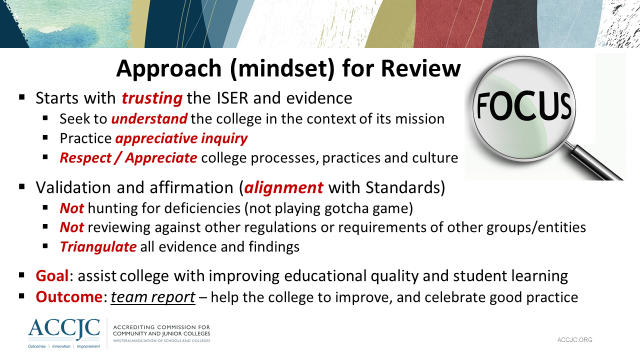 Approach (mindset) for Review
FOCUS
▪ Starts with trusting the ISER and evidence
▪ Seek to understand the college in the context of its mission
▪ Practice appreciative inquiry
▪ Respect / Appreciate college processes, practices and culture
▪ Validation and affirmation (alignment with Standards)
▪ Not hunting for deficiencies (not playing gotcha game)
▪ Not reviewing against other regulations or requirements of other groups/entities
▪ Triangulate all evidence and findings
▪ Goal: assist college with improving educational quality and student learning
▪ Outcome: team report – help the college to improve, and celebrate good practice
ACCJC
Outcomes | Innovation | Improvement
ACCREDITING COMMISSION FOR
COMMUNITY AND JUNIOR COLLEGES
WESTERN ASSOCIATION OF SCHOOLS AND COLLEGES
ACCJC.ORG